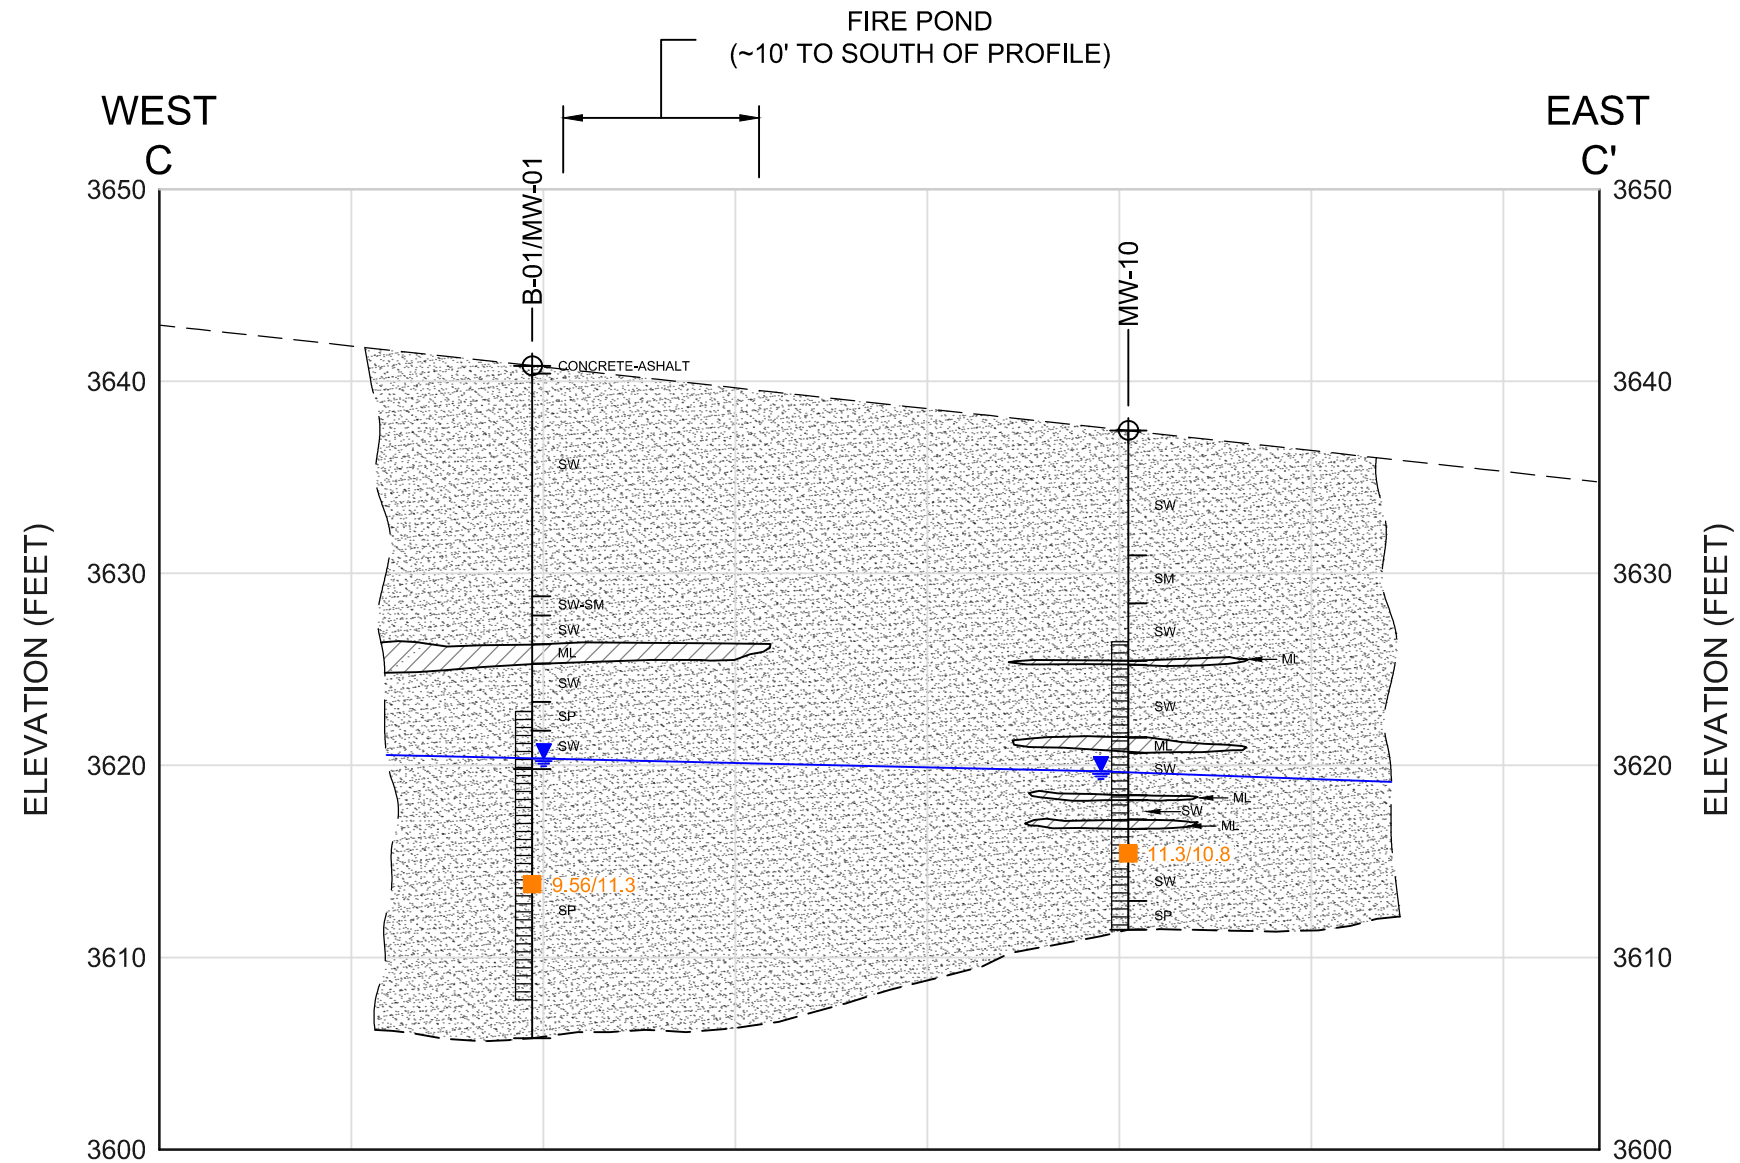 FIRE POND
(~10' TO SOUTH OF PROFILE)
WEST
EAST
C
C'
3650
3650
B-01/MW-01
MW-10
3640
CONCRETE-ASHALT
3640
SW
SW
3630
3630
SM
SW-SM
SW
SW
ML
ML
SW
SW
SP
SW
ML
3620
SW
3620
ML
SW
ML
11.3/10.8
9.56/11.3
SW
SP
SP
3610
3610
3600
3600
ELEVATION (FEET)
ELEVATION (FEET)